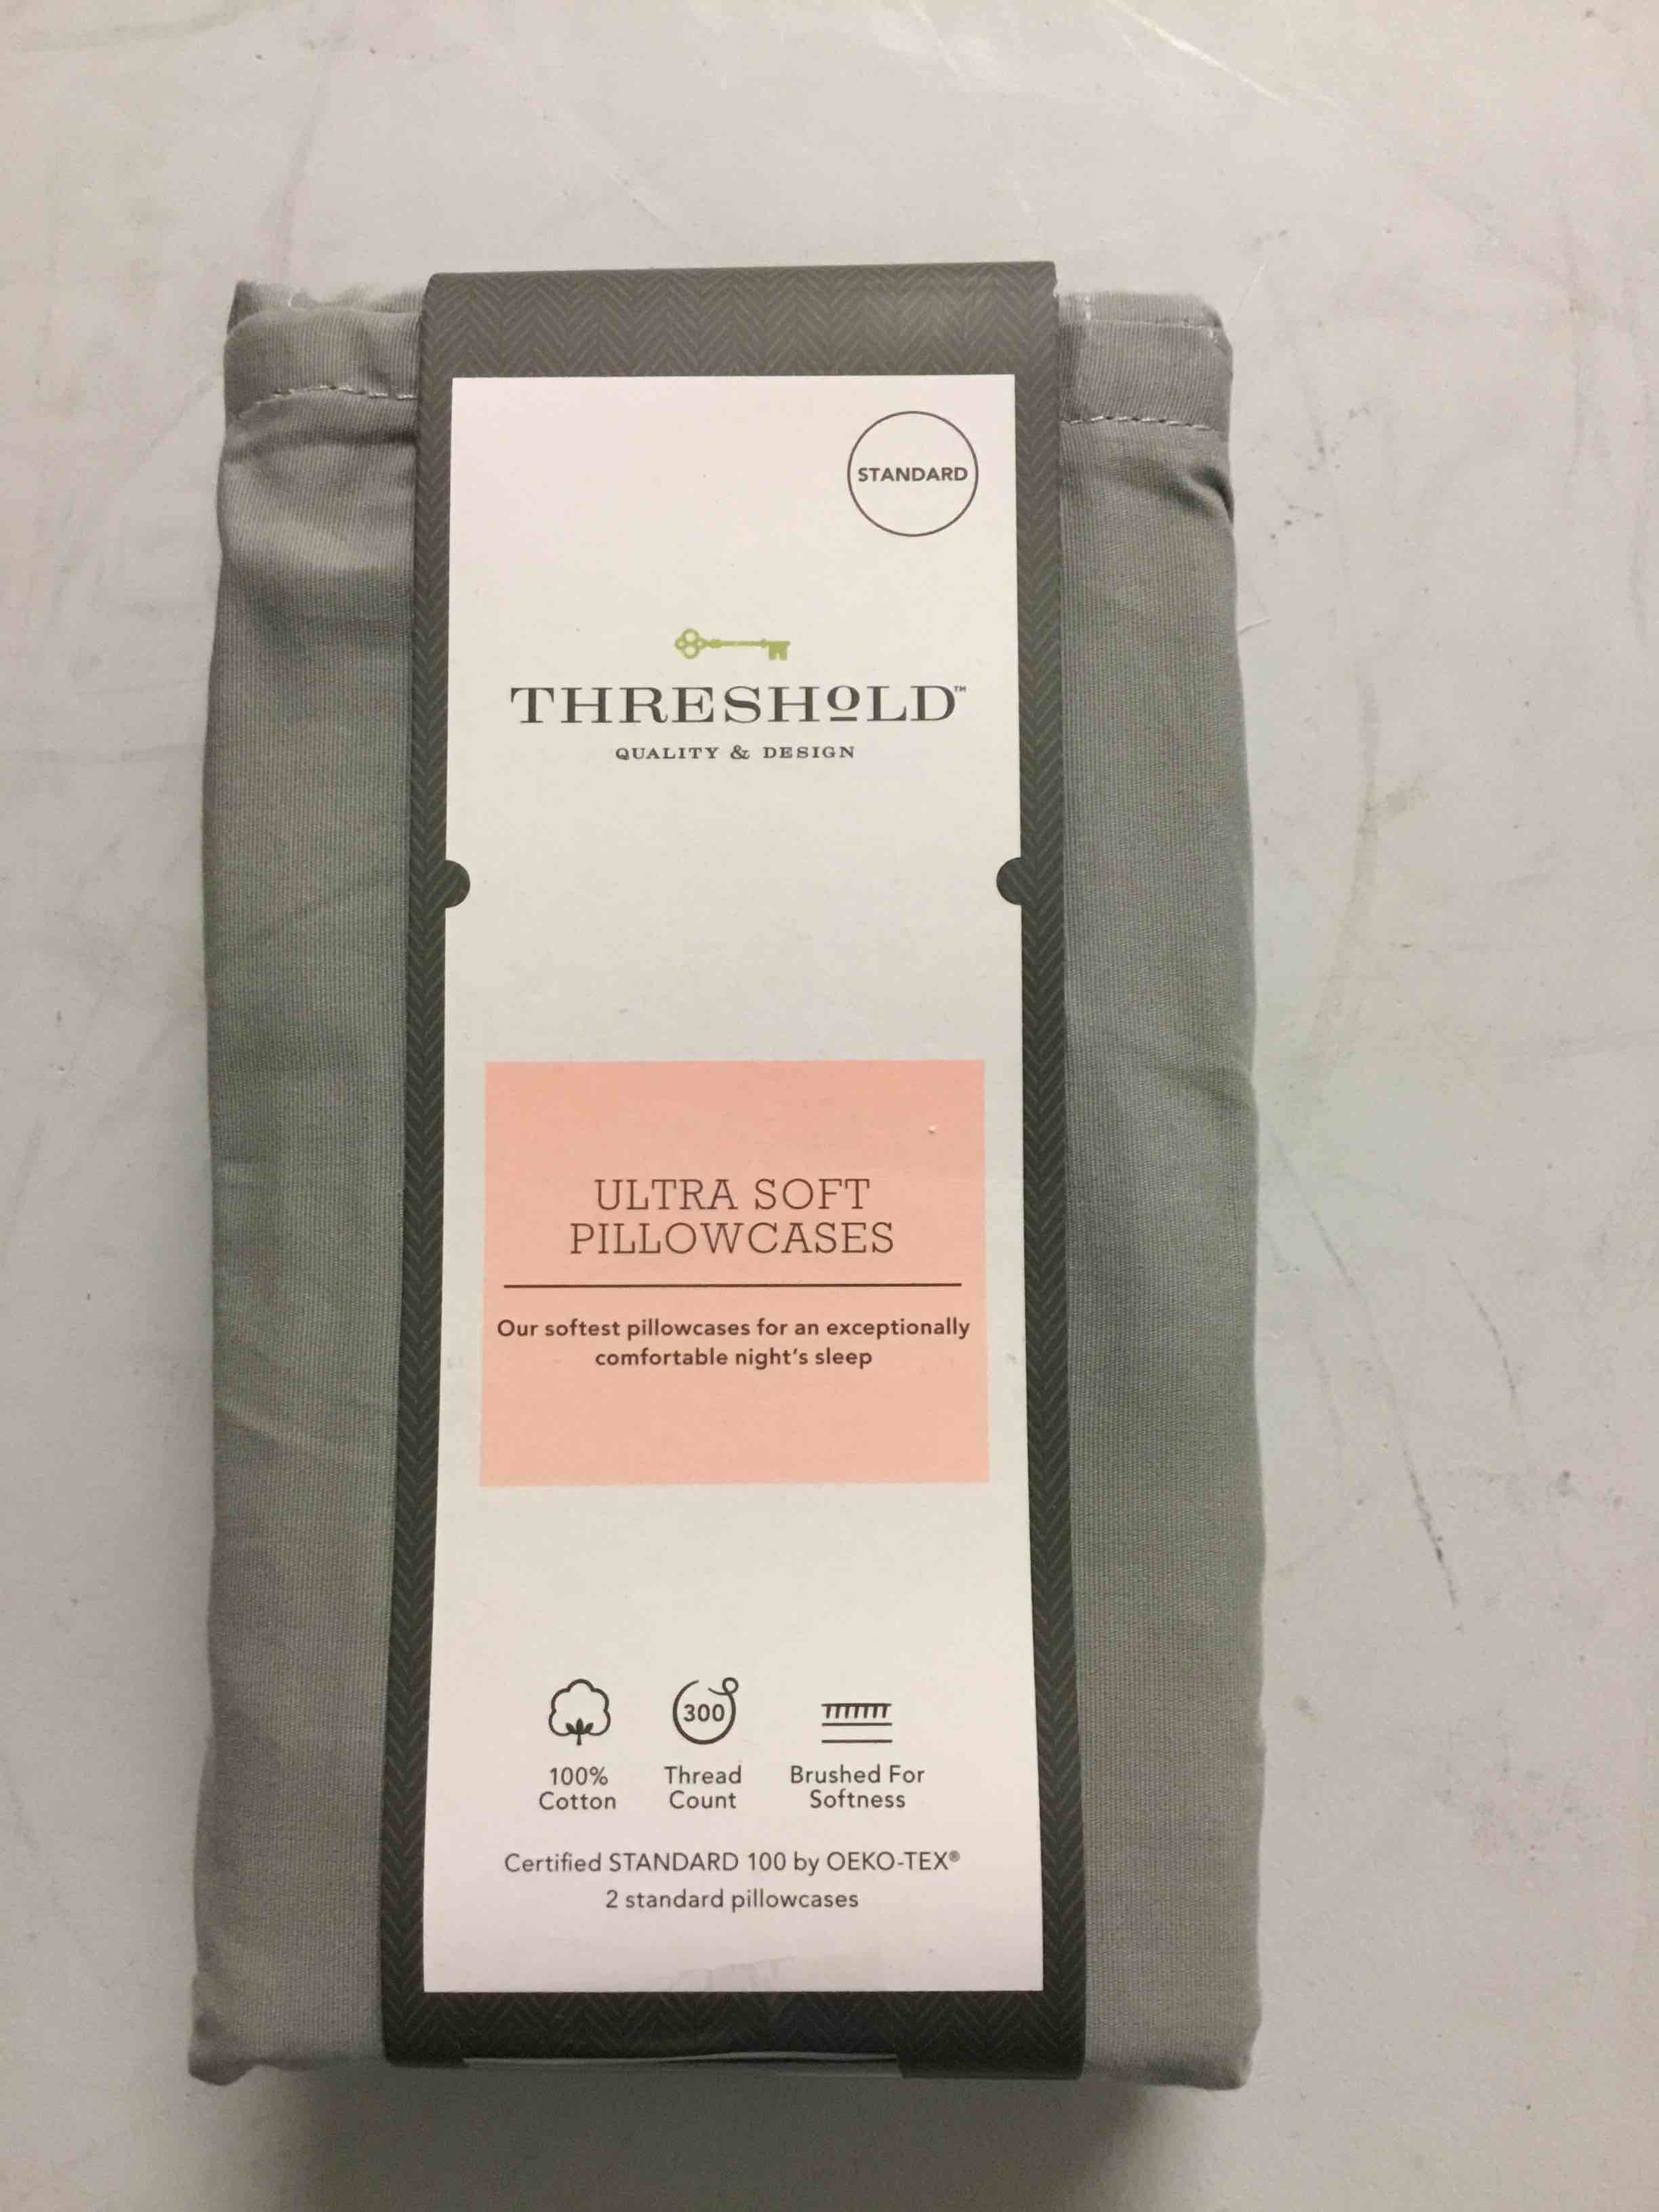 STANDARD
THRESHOLD™
QUALITY & DESIGN
ULTRA SOFT
PILLOWCASES
Our softest pillowcases for an exceptionally
comfortable night's sleep
300
100%
Cotton
Thread
Count
Brushed For
Softness
Certified STANDARD 100 by OEKO-TEX®
2 standard pillowcases